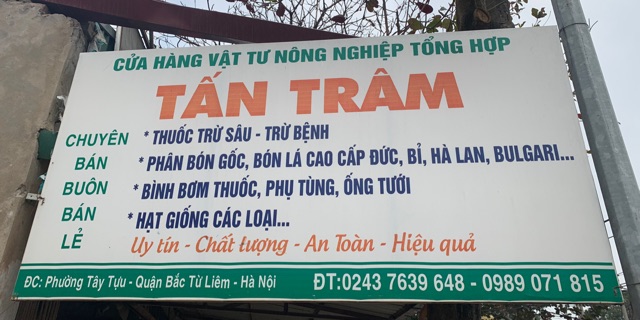 CỬA HÀNG VẬT TƯ NÔNG NGHIỆP TỔNG HỢP
TẤN TRÂM
CHUYÊN
BÁN
BUÔN
BÁN
LẺ
* THUỐC TRỪ SÂU - TRỪ BỆNH
* PHÂN BÓN GỐC, BÓN LÁ CAO CẤP ĐỨC, BỈ, HÀ LAN, BULGARI...
* BÌNH BƠM THUỐC, PHỤ TÙNG, ỐNG TƯỚI
* HẠT GIỐNG CÁC LOẠI...
Uy tín - Chất lượng - An Toàn - Hiệu quả
ĐC: Phường Tây Tựu - Quận Bắc Từ Liêm - Hà Nội
ĐT:0243 7639 648 - 0989 071 815